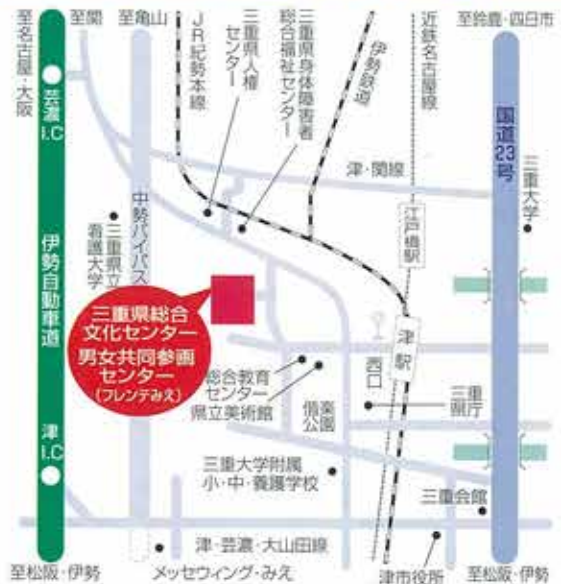 至名古屋・大阪
至関
至亀山
JR紀勢本線
三重県人権
センター
三重県身体障害者
総合福祉センター
伊勢鉄道
近鉄名古屋線
至鈴鹿・四日市
芸濃
I.C
国道23号
津・関線
三重大学
中勢バイパス
三重県立
看護大学
江戸橋駅
伊勢自動車道
三重県総合
文化センター
男女共同参画
センター
(フレンテみえ)
津駅
西口
総合教育
センター
県立美術館
偕楽
公園
三重
県庁
津
I.C
三重大学附属
小・中・養護学校
三重会館
津・芸濃・大山田線
至松阪・伊勢
メッセウィング・みえ
津市役所
至松阪・伊勢